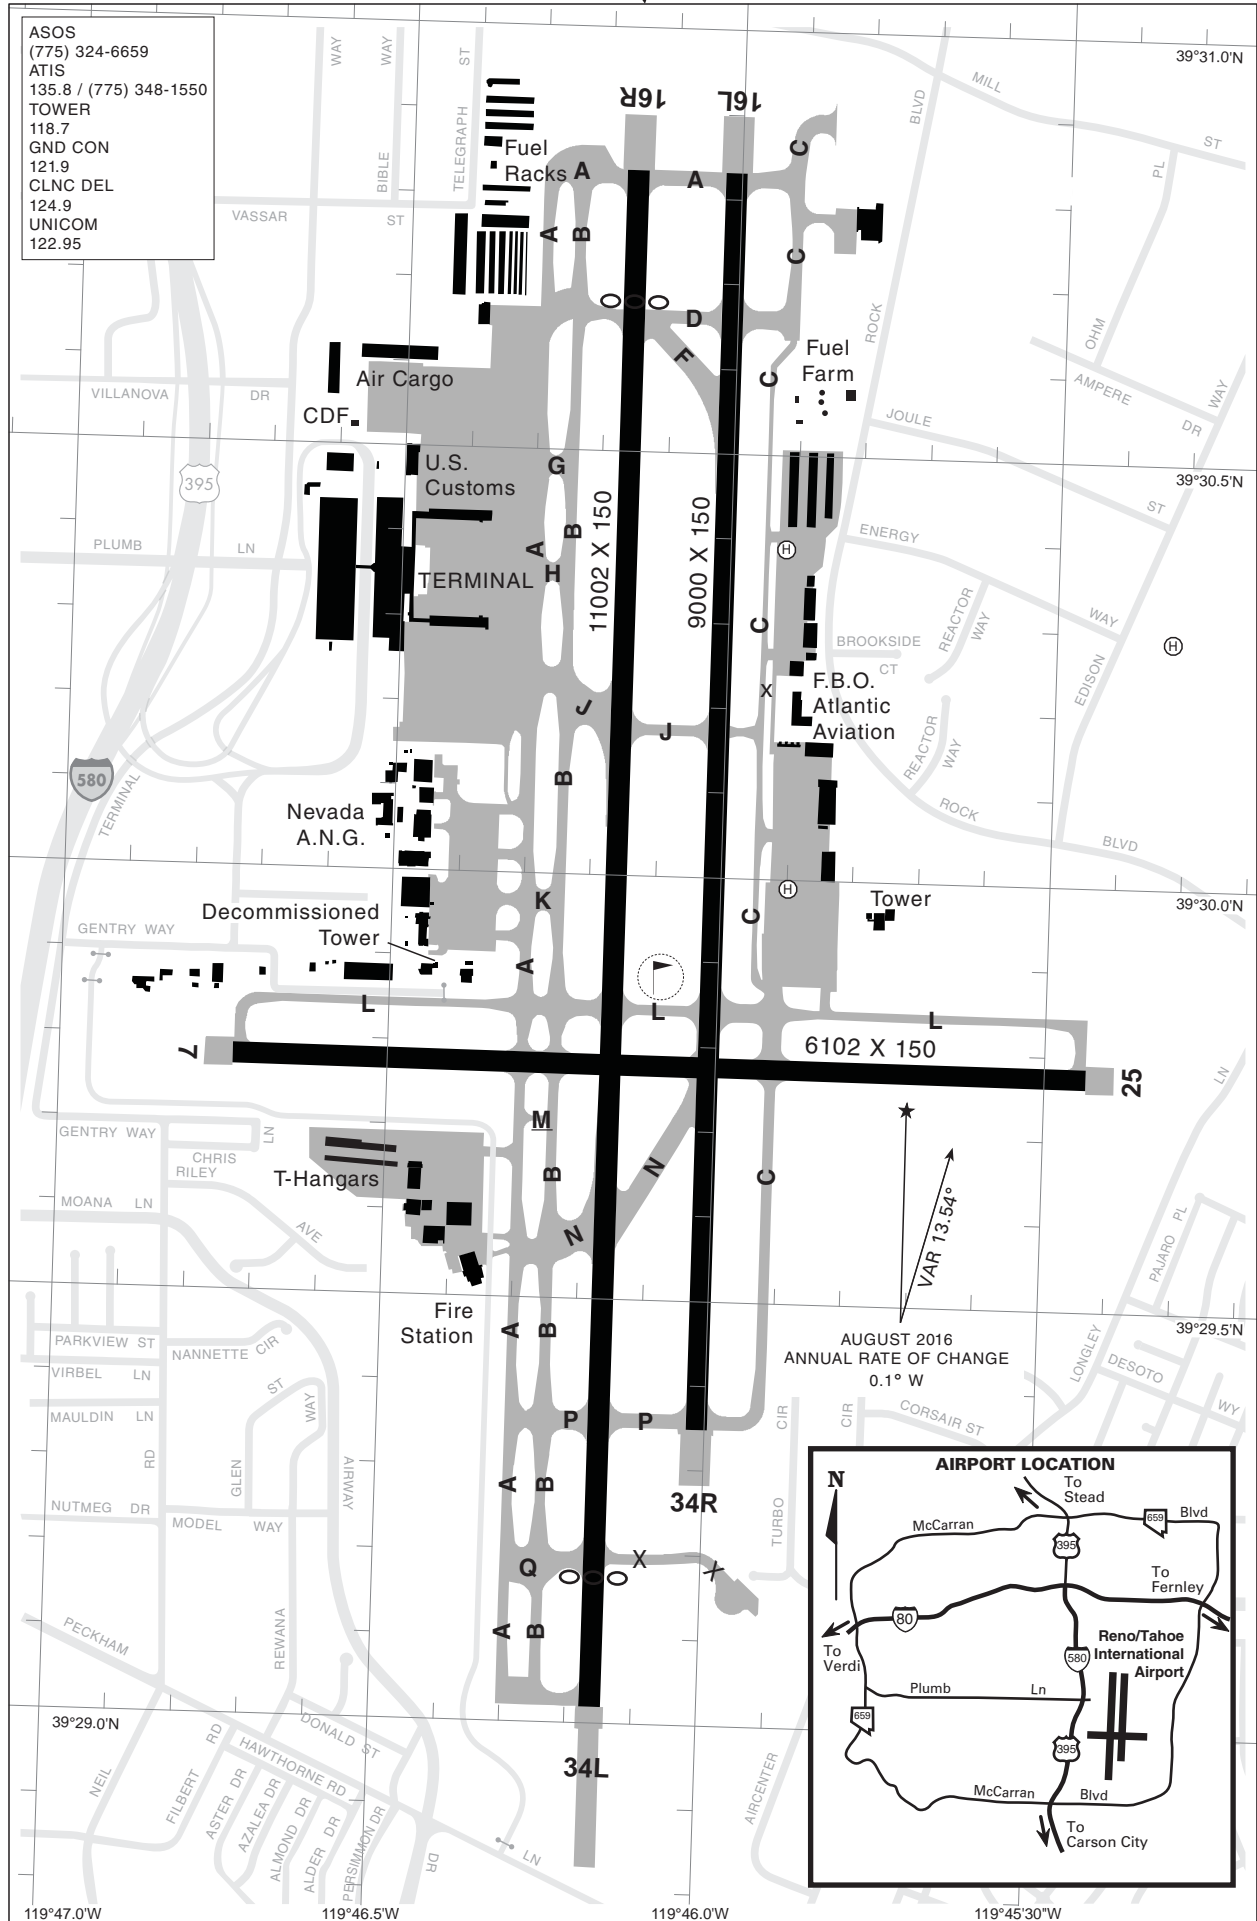 ASOS
(775) 324-6659
ATIS
135.8 / (775) 348-1550
TOWER
118.7
GND CON
121.9
CLNC DEL
124.9
UNICOM
122.95
WAY
WAY
ST
BIBLE
TELEGRAPH
VASSAR ST
Fuel
Racks
16R
16L
39°31.0'N
MILL ST
BLVD
ROCK
PL
OHM
AMPERE DR
WAY
A
A
C
A
B
C
D
F
C
Fuel
Farm
JOULE ST
VILLANOVA DR
Air Cargo
CDF
395
U.S.
Customs
G
39°30.5'N
PLUMB LN
A
B
H
TERMINAL
11002 X 150
9000 X 150
H
ENERGY WAY
REACTOR WAY
BROOKSIDE
CT
EDISON
H
C
X
F.B.O.
Atlantic
Aviation
J
J
REACTOR WAY
ROCK BLVD
580
TERMINAL
B
Nevada
A.N.G.
H
K
C
Tower
39°30.0'N
Decommissioned
Tower
GENTRY WAY
A
L
L
L
7
6102 X 150
25
LN
GENTRY WAY
LN
CHRIS
RILEY
AVE
MOANA LN
M
T-Hangars
B
N
N
C
VAR 13.54°
PAJARO PL
Fire
Station
39°29.5'N
PARKVIEW ST
NANNETTE CIR
VIRBEL LN
MAULDIN LN
RD
ST
WAY
GLEN
AIRWAY
A
B
AUGUST 2016
ANNUAL RATE OF CHANGE
0.1° W
LONGLEY
DESOTO
WY
P
P
CIR
CIR
CORSAIR ST
NUTMEG DR
MODEL WAY
A
B
34R
TURBO
Q
X
X
PECKHAM
REWANA
A
B
39°29.0'N
NEIL
RD
FILBERT
ASTER DR
AZALEA DR
ALMOND DR
ALDER DR
PERSIMMON DR
DONALD ST
HAWTHORNE RD
DR
LN
34L
AIRCENTER
AIRPORT LOCATION
N
To
Stead
McCarran
659
Blvd
395
To
Fernley
80
To
Verdi
Reno/Tahoe
International
Airport
580
Plumb Ln
659
395
McCarran Blvd
To
Carson City
119°47.0'W
119°46.5'W
119°46.0'W
119°45'30'W